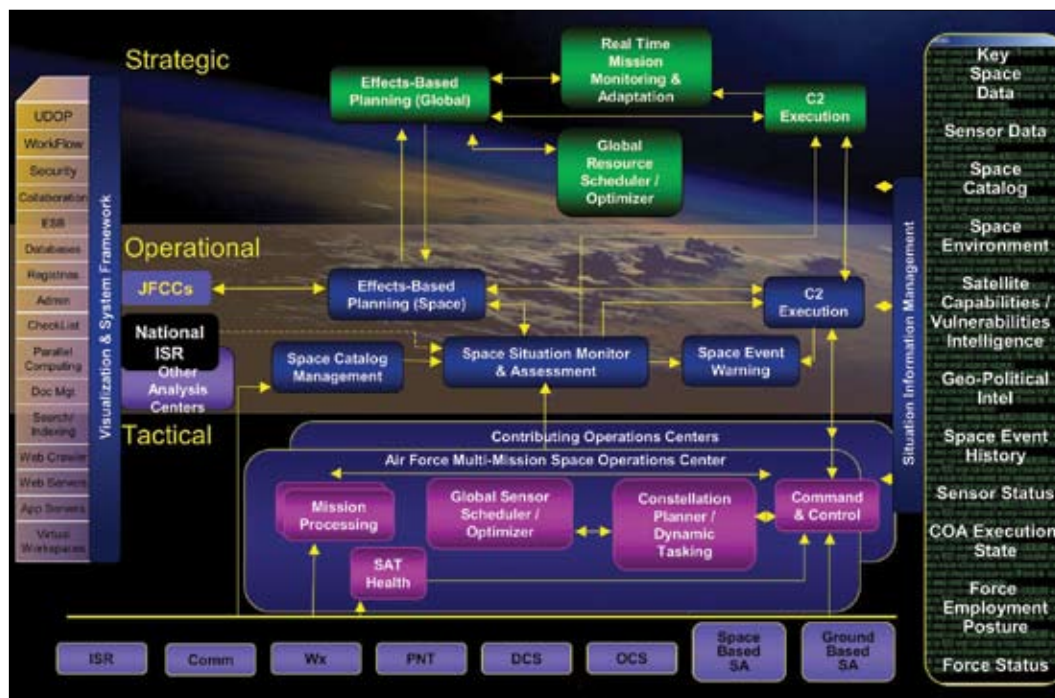 Strategic
Real Time
Mission
Monitoring &
Adaptation
Effects-Based
Planning (Global)
C2
Execution
Global
Resource
Scheduler /
Optimizer
UDOP
WorkFlow
Security
Collaboration
ESB
Databases
Registries
Admin
CheckList
Parallel
Computing
Doc Mgt
Search/
Indexing
Web Crawler
Web Servers
App Servers
Virtual
Workspaces
Visualization & System Framework
Operational
JFCCs
Effects-Based
Planning (Space)
C2
Execution
National
ISR
Other
Analysis
Centers
Space Catalog
Management
Space Situation Monitor
& Assessment
Space Event
Warning
Tactical
Contributing Operations Centers
Air Force Multi-Mission Space Operations Center
Mission
Processing
Global Sensor
Scheduler /
Optimizer
Constellation
Planner /
Dynamic
Tasking
Command
& Control
SAT
Health
ISR
Comm
Wx
PNT
DCS
OCS
Space
Based
SA
Ground
Based
SA
Situation Information Management
Key
Space
Data
Sensor Data
Space
Catalog
Space
Environment
Satellite
Capabilities /
Vulnerabilities
Intelligence
Geo-Political
Intel
Space Event
History
Sensor Status
COA Execution
State
Force
Employment
Posture
Force Status